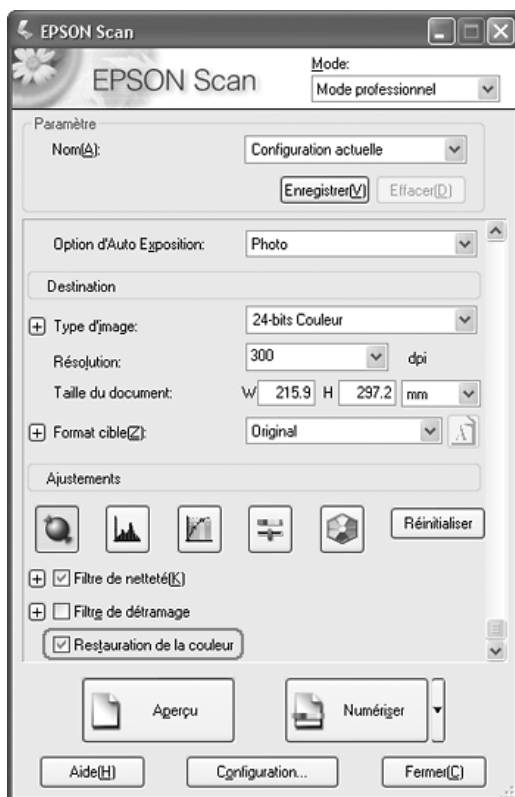 EPSON Scan
EPSON Scan
Mode:
Mode professionnel
Paramètre
Nom(A):
Configuration actuelle
Enregistrer(V)
Effacer(D)
Option d'Auto Exposition:
Photo
Destination
Type d'image:
24-bits Couleur
Résolution:
300
dpi
Taille du document:
W 215.9 H 297.2 mm
Format cible(Z):
Original
Ajustements
Réinitialiser
Filtre de netteté(K)
Filtre de détramage
Restauration de la couleur
Aperçu
Numériser
Aide(H)
Configuration...
Fermer(C)